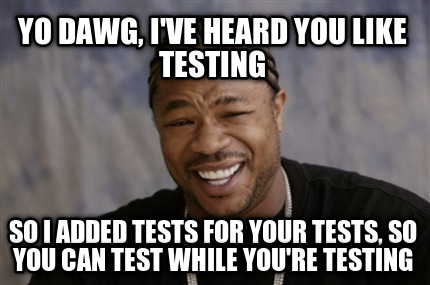 YO DAWG, I'VE HEARD YOU LIKE
TESTING
SO I ADDED TESTS FOR YOUR TESTS, SO
YOU CAN TEST WHILE YOU'RE TESTING